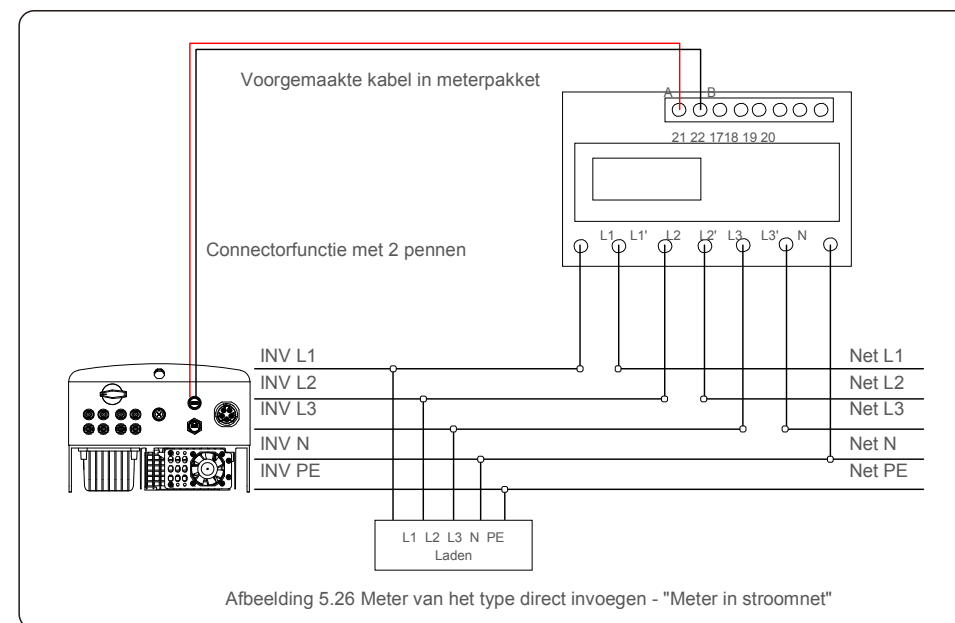 Voorgemaakte kabel in meterpakket
A B
21 22 1718 19 20
L1 L1' L2 L2' L3 L3' N
Connectorfunctie met 2 pennen
INV L1 Net L1
INV L2 Net L2
INV L3 Net L3
INV N Net N
INV PE Net PE
L1 L2 L3 N PE
Laden
Afbeelding 5.26 Meter van het type direct invoegen - "Meter in stroomnet"